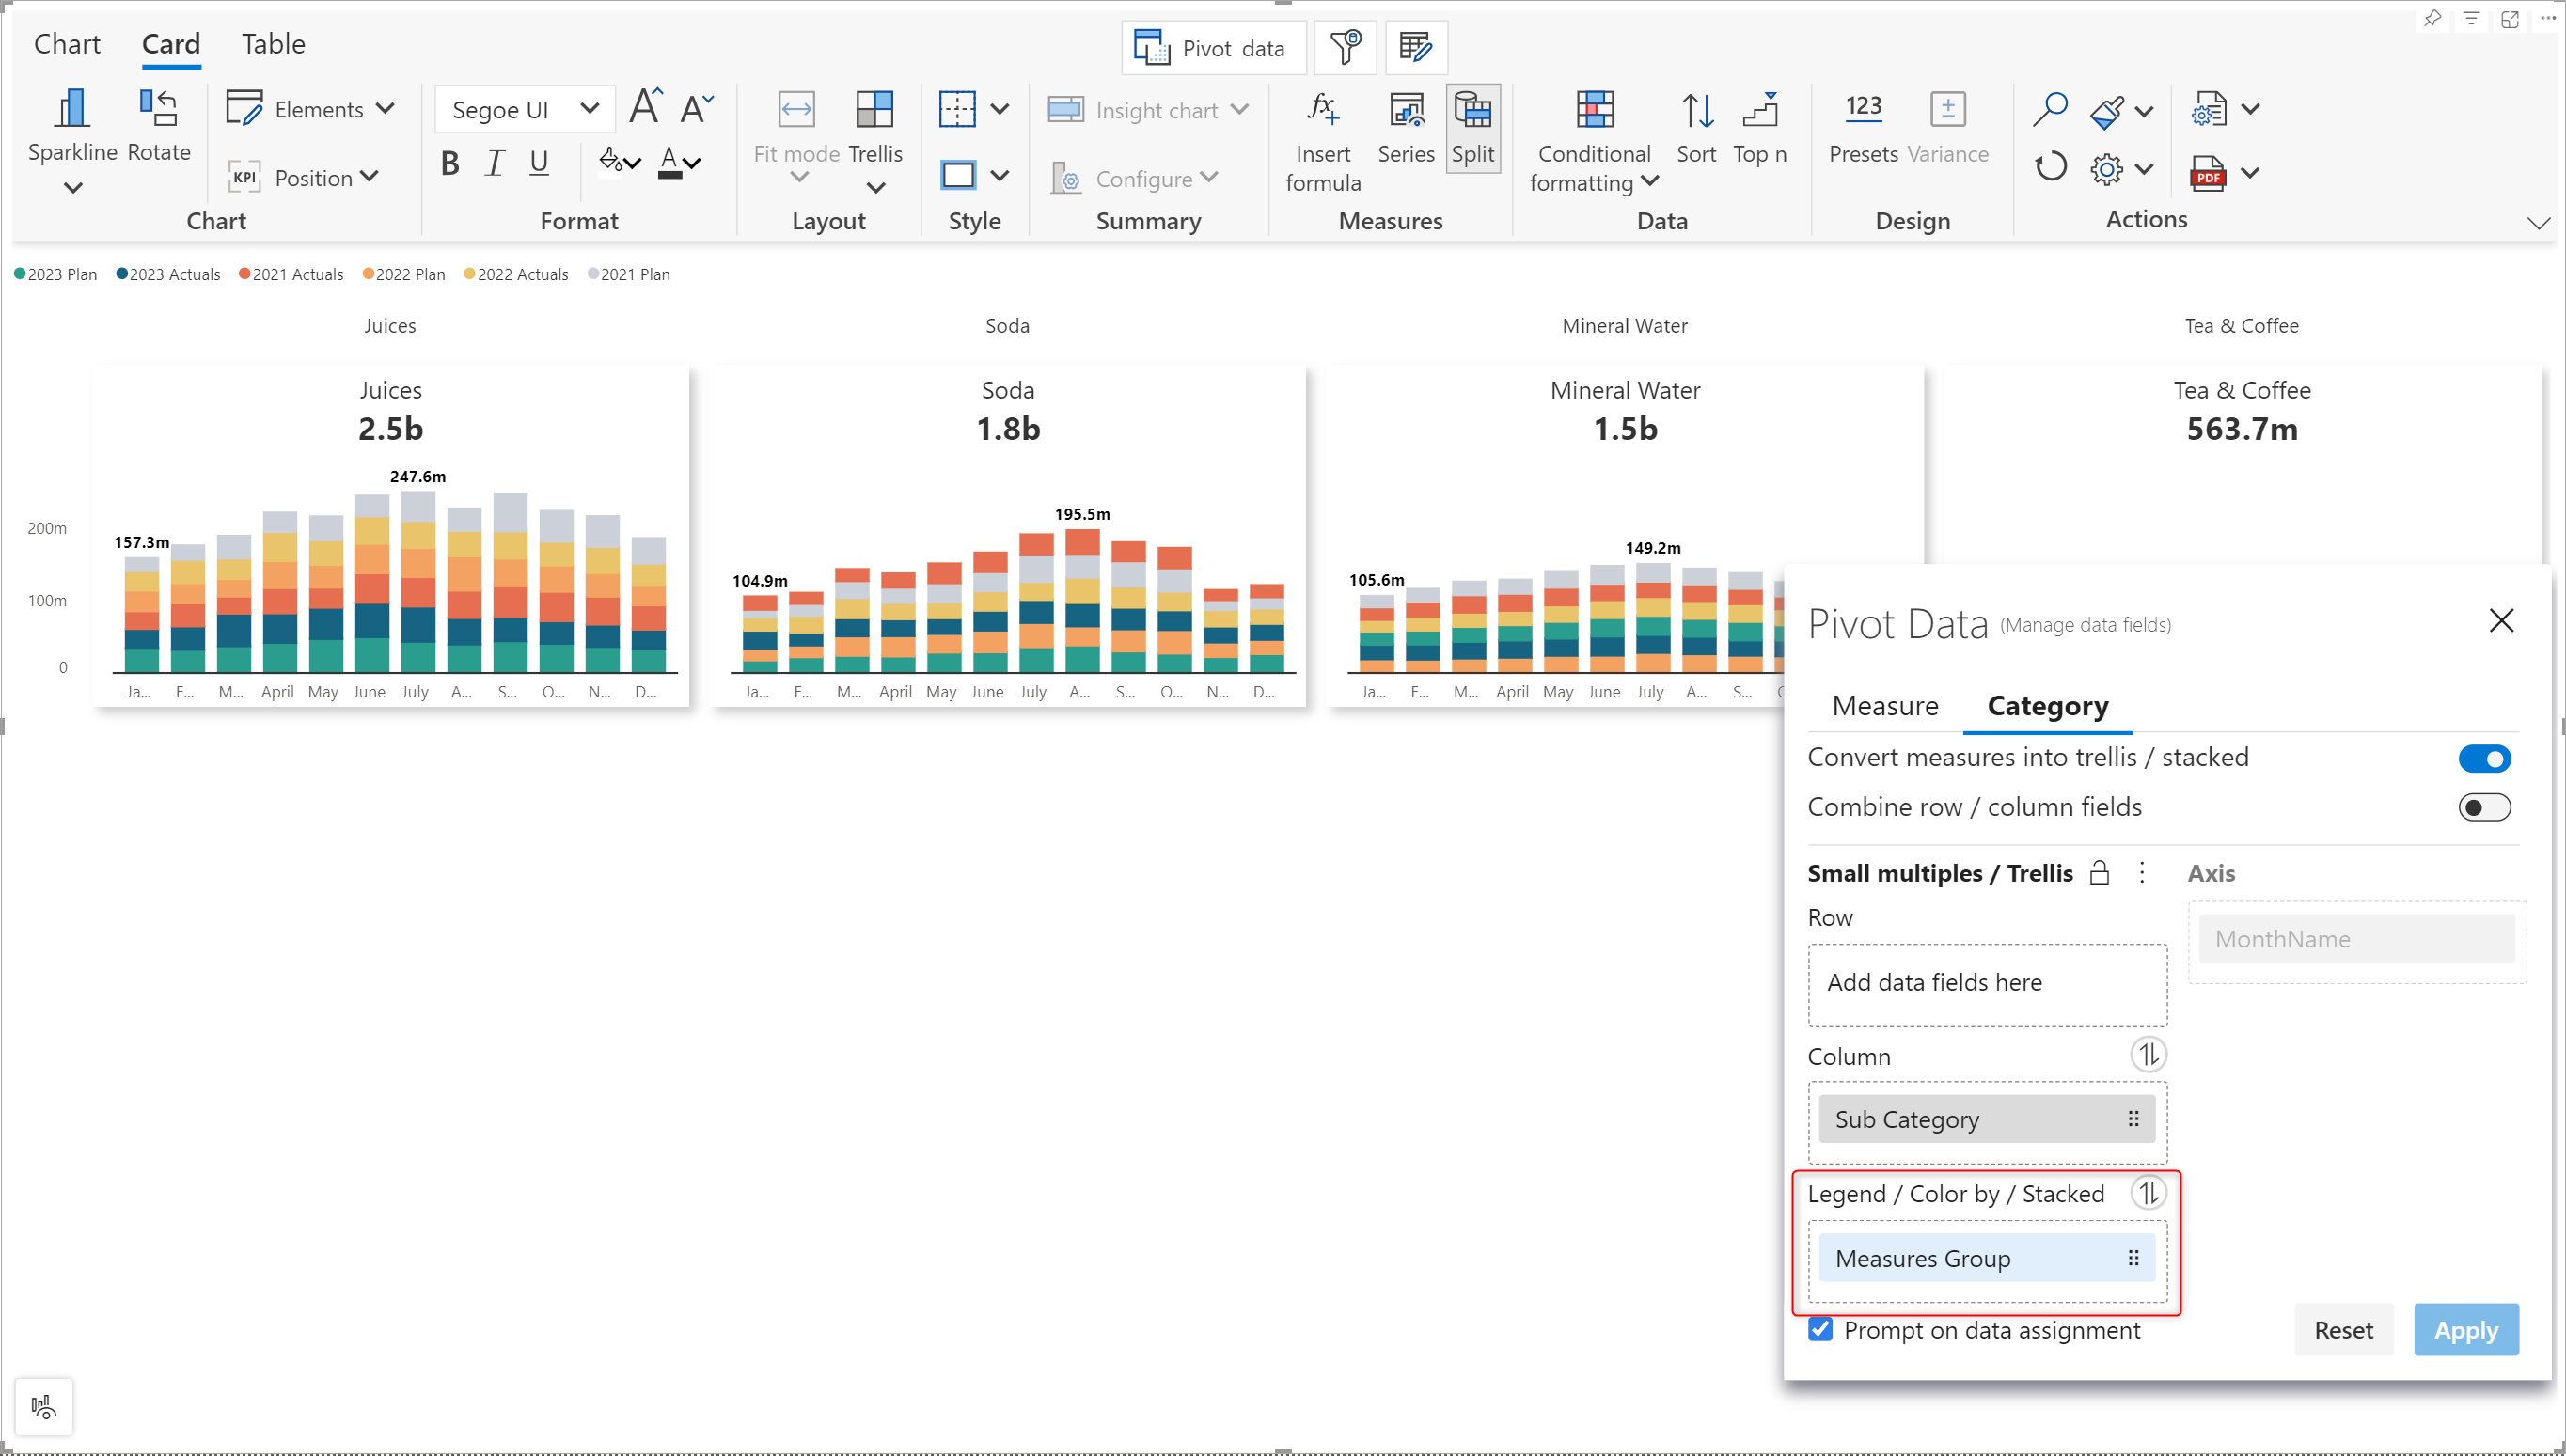 Chart Card Table
Pivot data
Sparkline Rotate
Elements
KPI Position
Chart
Segoe UI
A A
B I U A
Format
Fit mode Trellis
Layout
Style
Insight chart
Configure
Summary
fx
Insert formula
Series Split
Measures
Conditional formatting
Sort Top n
Data
123
Presets Variance
Design
PDF
Actions
2023 Plan 2023 Actuals 2021 Actuals 2022 Plan 2022 Actuals 2021 Plan
Juices Soda Mineral Water Tea & Coffee
Juices
2.5b
Soda
1.8b
Mineral Water
1.5b
Tea & Coffee
563.7m
200m
100m
0
157.3m
247.6m
Ja... F... M... April May June July A... S... O... N... D...
104.9m
195.5m
Ja... F... M... April May June July A... S... O... N... D...
105.6m
149.2m
Ja... F... M... April May June July A... S...
Pivot Data (Manage data fields)
Measure Category
Convert measures into trellis / stacked
Combine row / column fields
Small multiples / Trellis
Axis
Row
MonthName
Add data fields here
Column
Sub Category
Legend / Color by / Stacked
Measures Group
Prompt on data assignment
Reset Apply